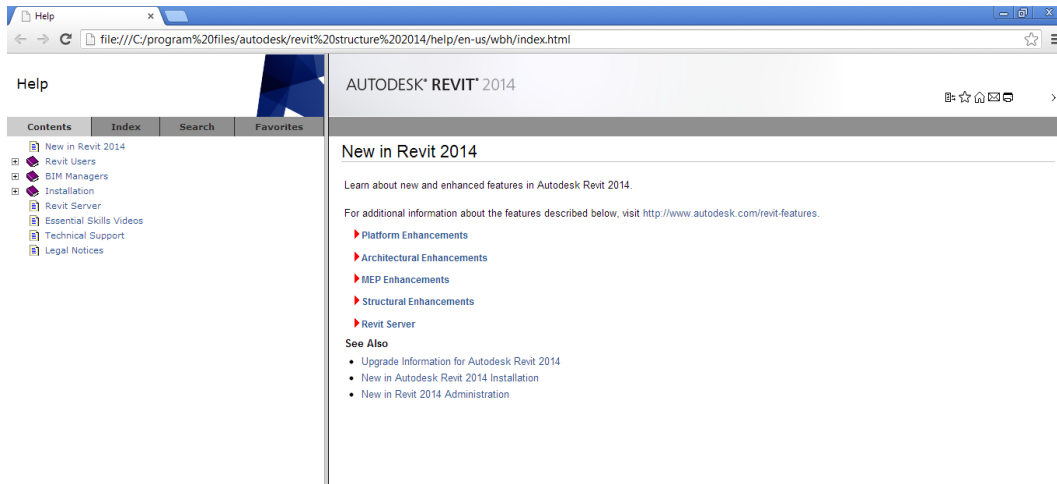 Help
file:///C:/program%20files/autodesk/revit%20structure%202014/help/en-us/wbh/index.html
Help
Contents Index Search Favorites
New in Revit 2014
Revit Users
BIM Managers
Installation
Revit Server
Essential Skills Videos
Technical Support
Legal Notices
AUTODESK® REVIT® 2014
New in Revit 2014
Learn about new and enhanced features in Autodesk Revit 2014.
For additional information about the features described below, visit http://www.autodesk.com/revit-features.
Platform Enhancements
Architectural Enhancements
MEP Enhancements
Structural Enhancements
Revit Server
See Also
• Upgrade Information for Autodesk Revit 2014
• New in Autodesk Revit 2014 Installation
• New in Revit 2014 Administration